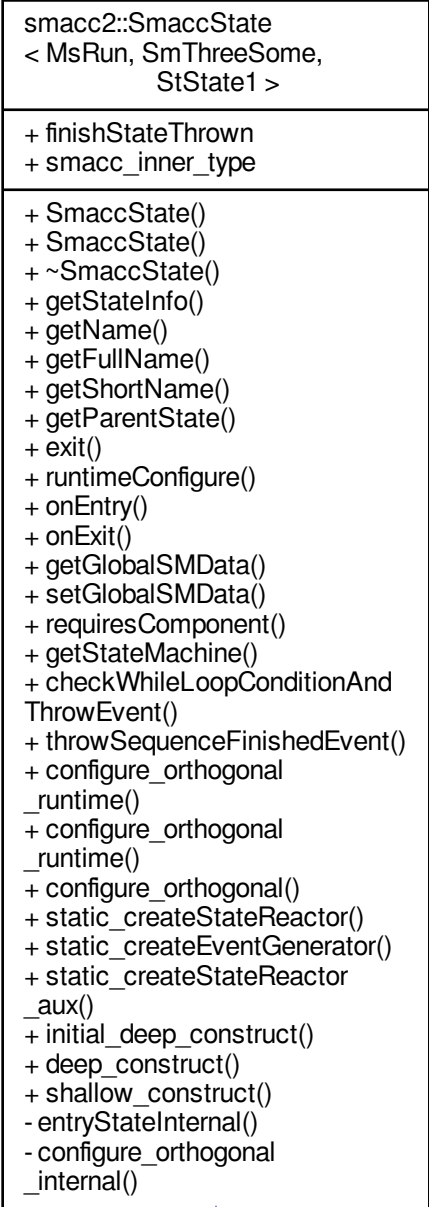 smacc2::SmaccState
< MsRun, SmThreeSome,
StState1 >
+ finishStateThrown
+ smacc_inner_type
+ SmaccState()
+ SmaccState()
+ ~SmaccState()
+ getStateInfo()
+ getName()
+ getFullName()
+ getShortName()
+ getParentState()
+ exit()
+ runtimeConfigure()
+ onEntry()
+ onExit()
+ getGlobalSMData()
+ setGlobalSMData()
+ requiresComponent()
+ getStateMachine()
+ checkWhileLoopConditionAnd
ThrowEvent()
+ throwSequenceFinishedEvent()
+ configure_orthogonal
_runtime()
+ configure_orthogonal
_runtime()
+ configure_orthogonal()
+ static_createStateReactor()
+ static_createEventGenerator()
+ static_createStateReactor
_aux()
+ initial_deep_construct()
+ deep_construct()
+ shallow_construct()
- entryStateInternal()
- configure_orthogonal
_internal()